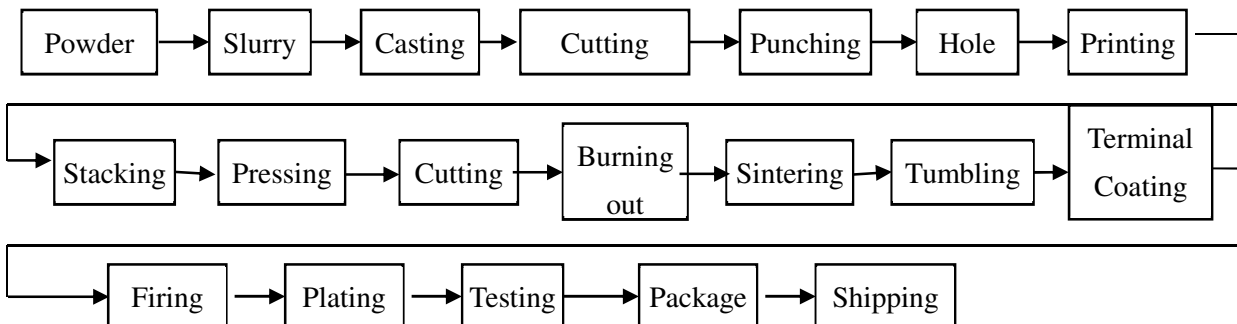 Powder Slurry Casting Cutting Punching Hole Printing
Stacking Pressing Cutting Burning out Sintering Tumbling Terminal Coating
Firing Plating Testing Package Shipping